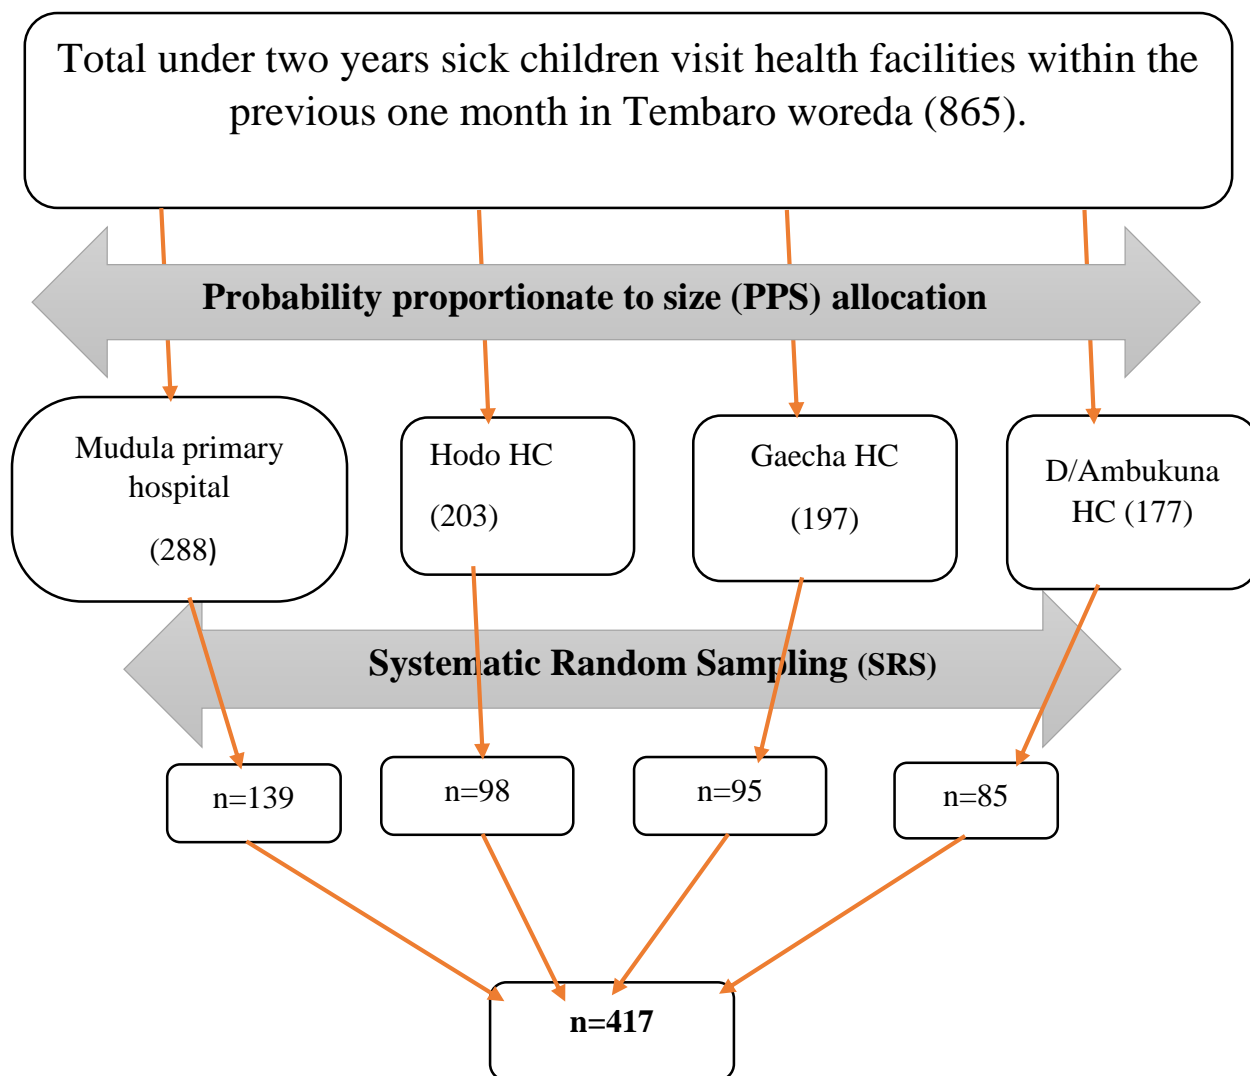 Total under two years sick children visit health facilities within the
previous one month in Tembaro woreda (865).
Probability proportionate to size (PPS) allocation
Mudula primary
hospital
(288)
Hodo HC
(203)
Gaecha HC
(197)
D/Ambukuna
HC (177)
Systematic Random Sampling (SRS)
n=139
n=98
n=95
n=85
n=417